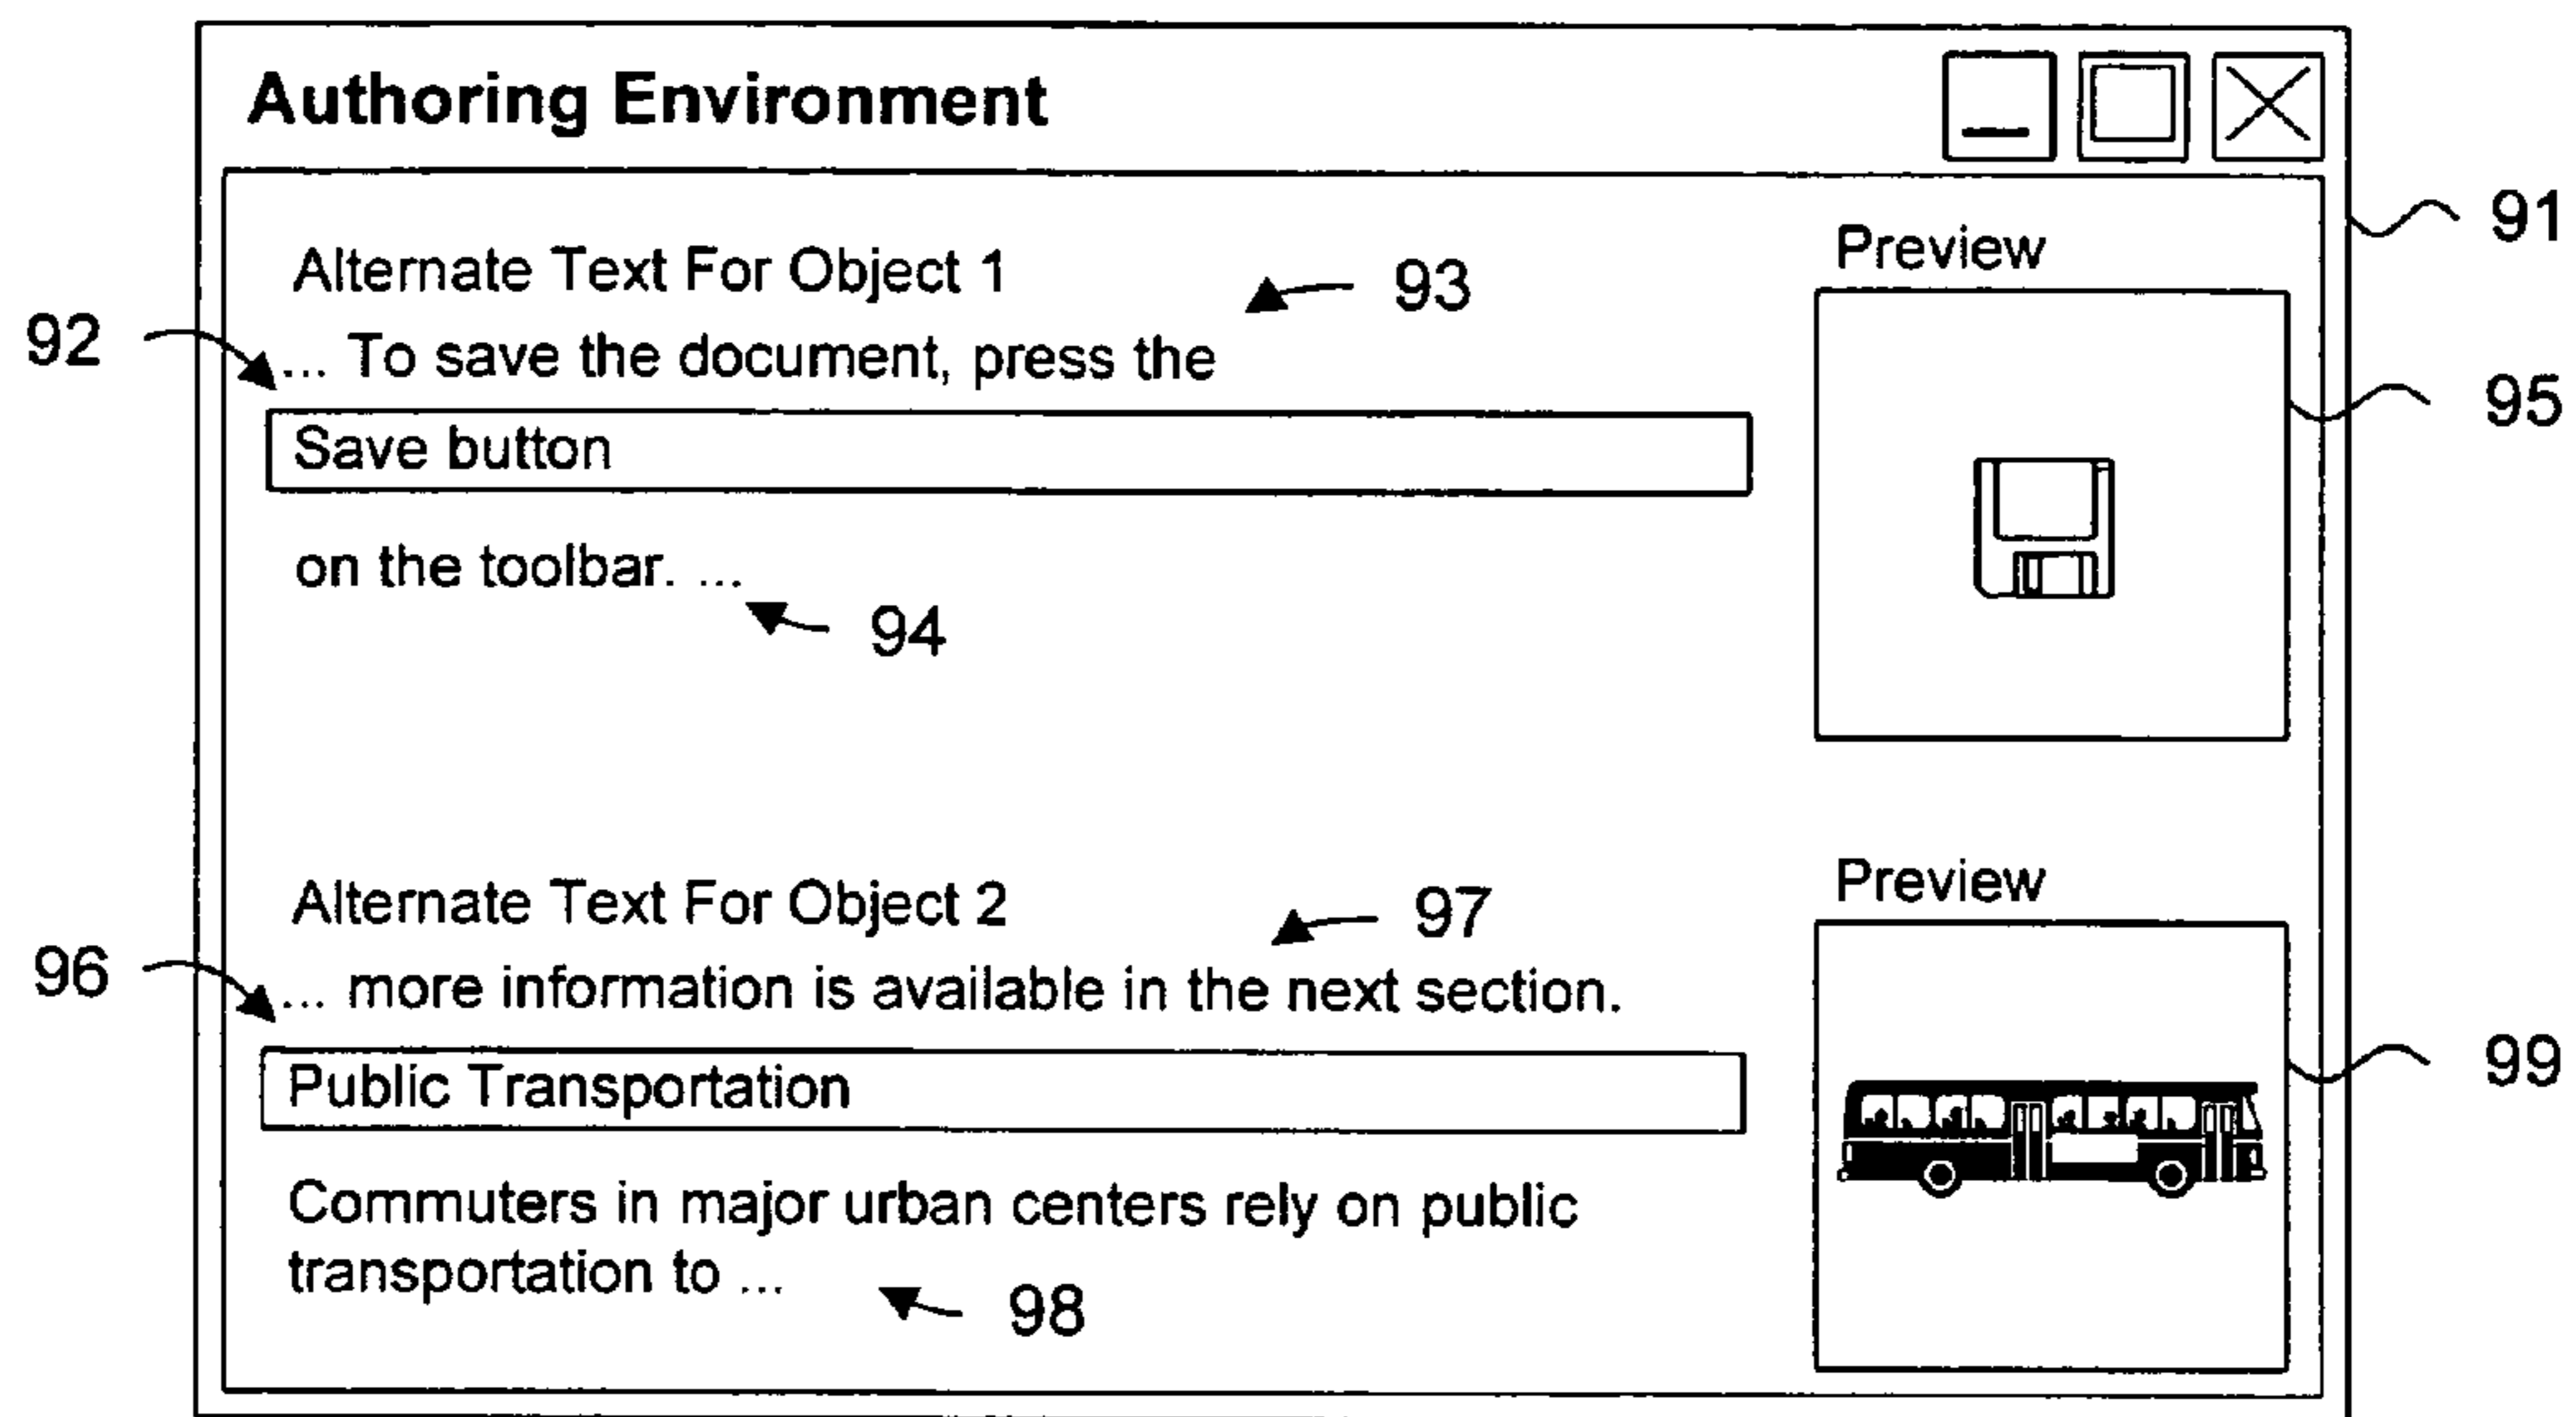 Authoring Environment
91
Alternate Text For Object 1
93
Preview
92
... To save the document, press the
95
Save button
on the toolbar. ...
94
Alternate Text For Object 2
97
Preview
96
... more information is available in the next section.
99
Public Transportation
Commuters in major urban centers rely on public
transportation to ...
98